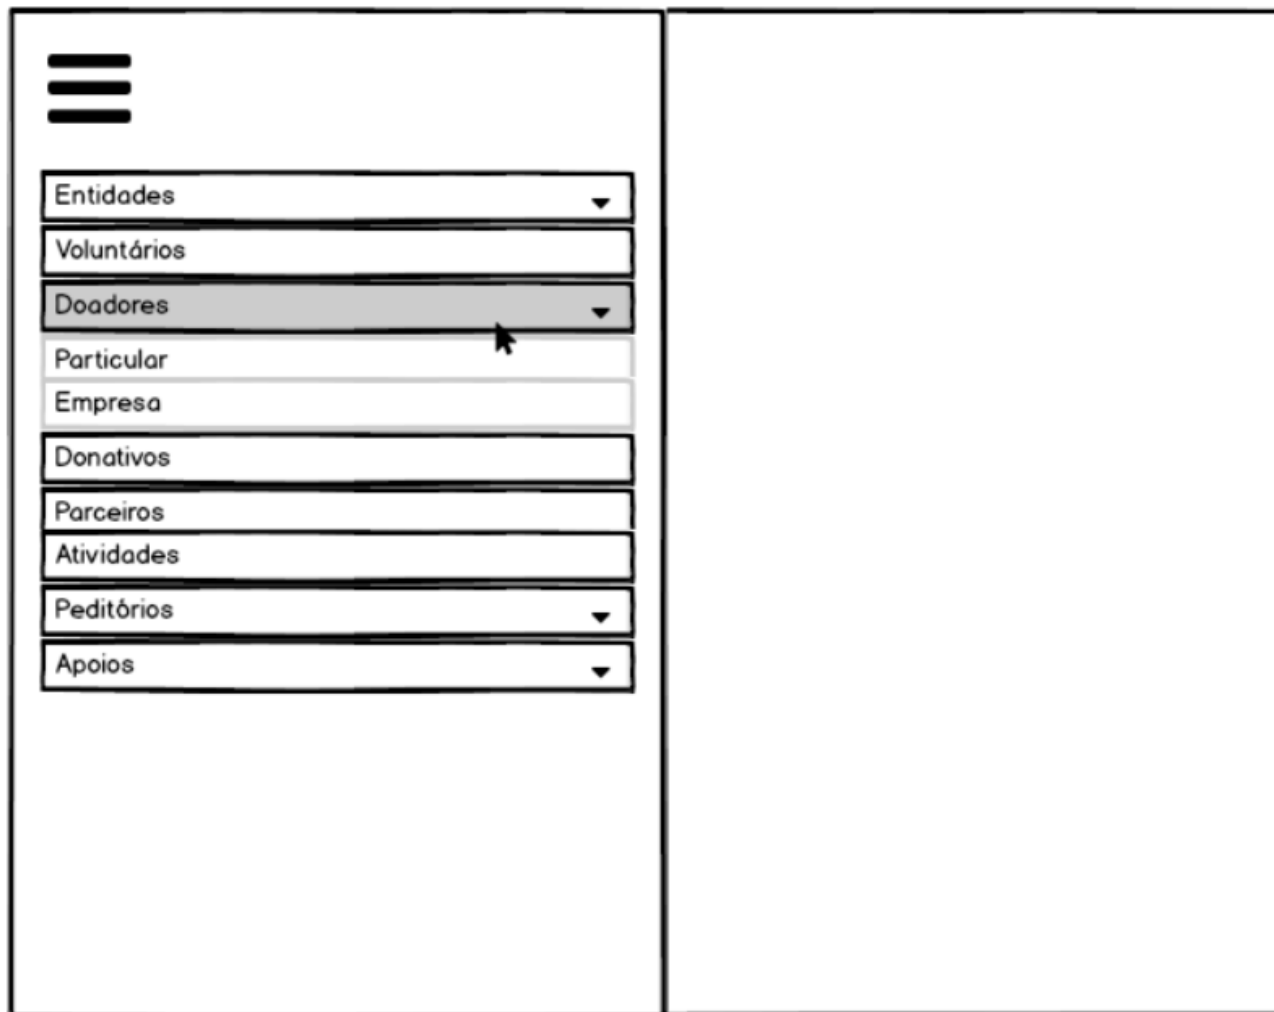 Entidades
Voluntários
Doadores
Particular
Empresa
Donativos
Parceiros
Atividades
Peditórios
Apoios